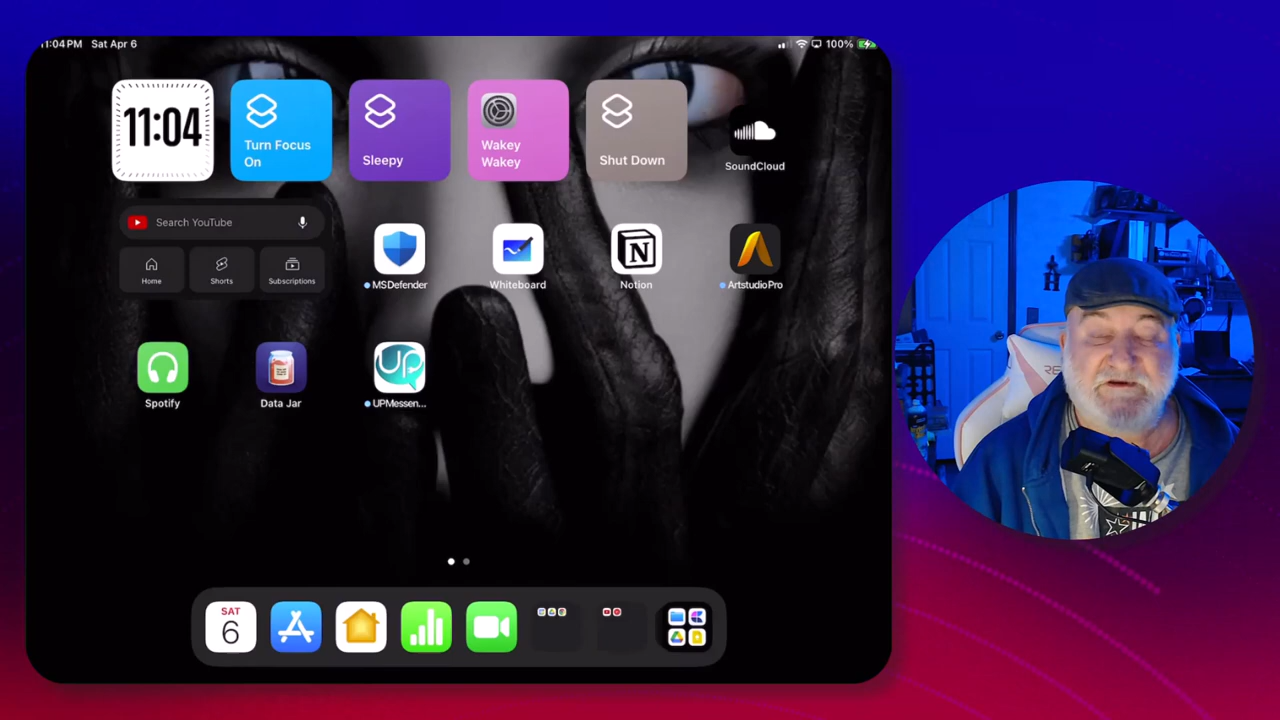 11:04 PM Sat Apr 6
100%
11:04
Turn Focus
On
Sleepy
Wakey
Wakey
Shut Down
SoundCloud
Search YouTube
Home
Shorts
Subscriptions
MSDefender
Whiteboard
Notion
ArtstudioPro
Spotify
Data Jar
UP
UPMessen...
SAT
6